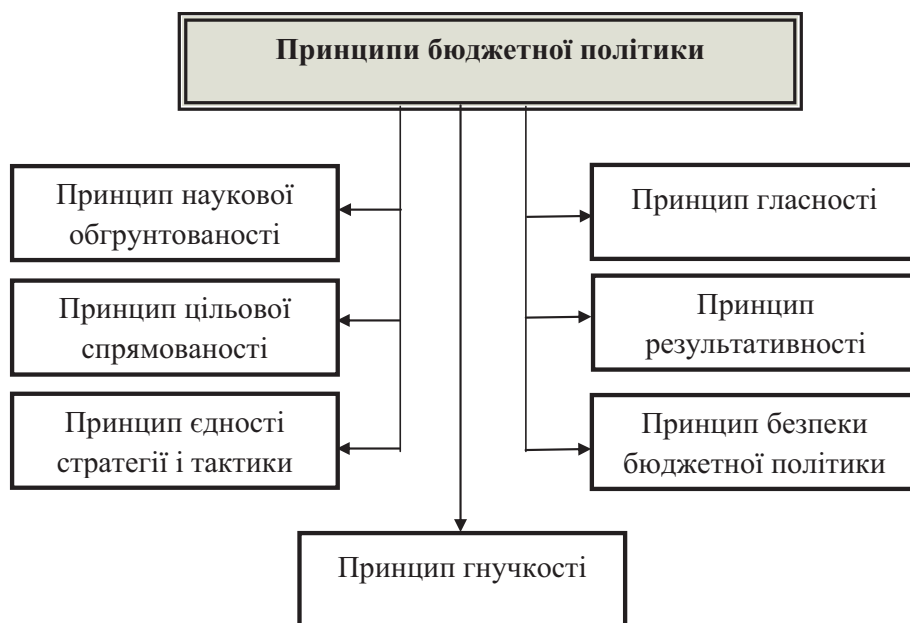 Принципи бюджетної політики
Принцип наукової
обгрунтованості
Принцип цільової
спрямованості
Принцип єдності
стратегії і тактики
Принцип гласності
Принцип
результативності
Принцип безпеки
бюджетної політики
Принцип гнучкості